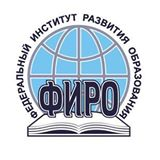 ФЕДЕРАЛЬНЫЙ ИНСТИТУТ РАЗВИТИЯ ОБРАЗОВАНИЯ
ФИРО